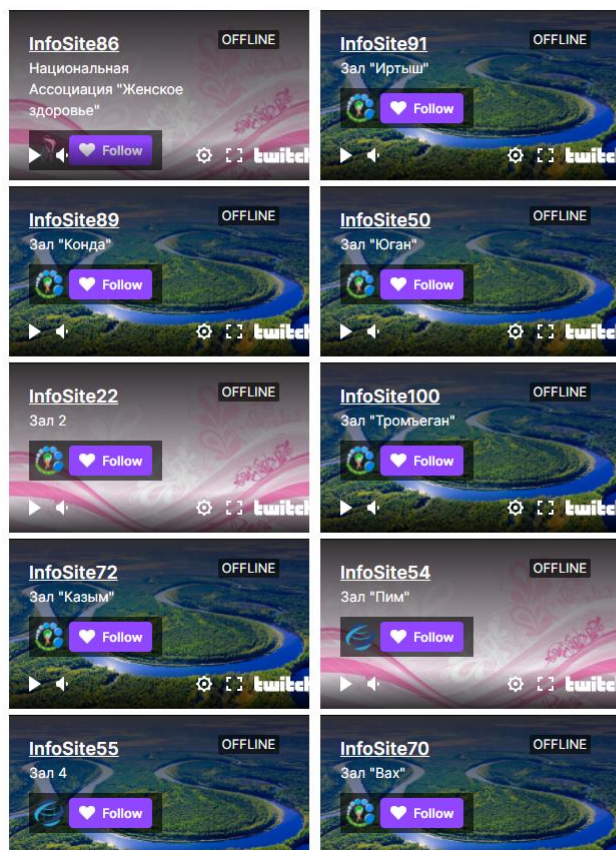 InfoSite86
OFFLINE
Национальная
Ассоциация "Женское
здоровье"
Follow
twitch
InfoSite91
OFFLINE
Зал "Иртыш"
Follow
twitch
InfoSite89
OFFLINE
Зал "Конда"
Follow
twitch
InfoSite50
OFFLINE
Зал "Юган"
Follow
twitch
InfoSite22
OFFLINE
Зал 2
Follow
twitch
InfoSite100
OFFLINE
Зал "Тромъеган"
Follow
twitch
InfoSite72
OFFLINE
Зал "Казым"
Follow
twitch
InfoSite54
OFFLINE
Зал "Пим"
Follow
twitch
InfoSite55
OFFLINE
Зал 4
Follow
InfoSite70
OFFLINE
Зал "Вах"
Follow